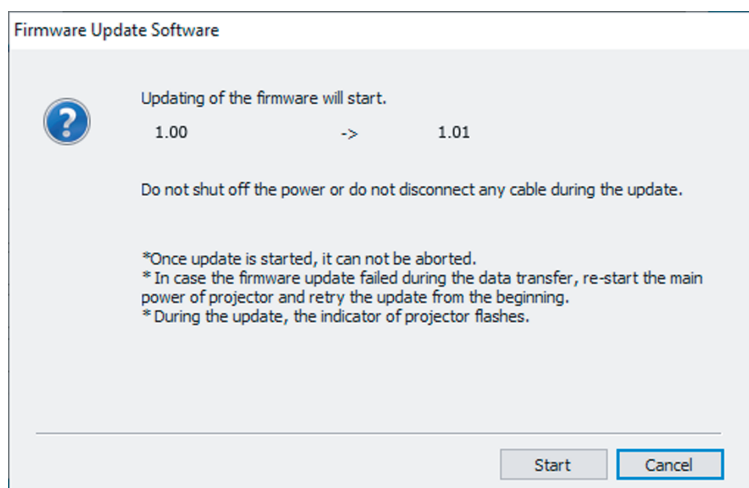 Firmware Update Software
Updating of the firmware will start.
1.00 -> 1.01
Do not shut off the power or do not disconnect any cable during the update.
*Once update is started, it can not be aborted.
* In case the firmware update failed during the data transfer, re-start the main
power of projector and retry the update from the beginning.
* During the update, the indicator of projector flashes.
Start Cancel